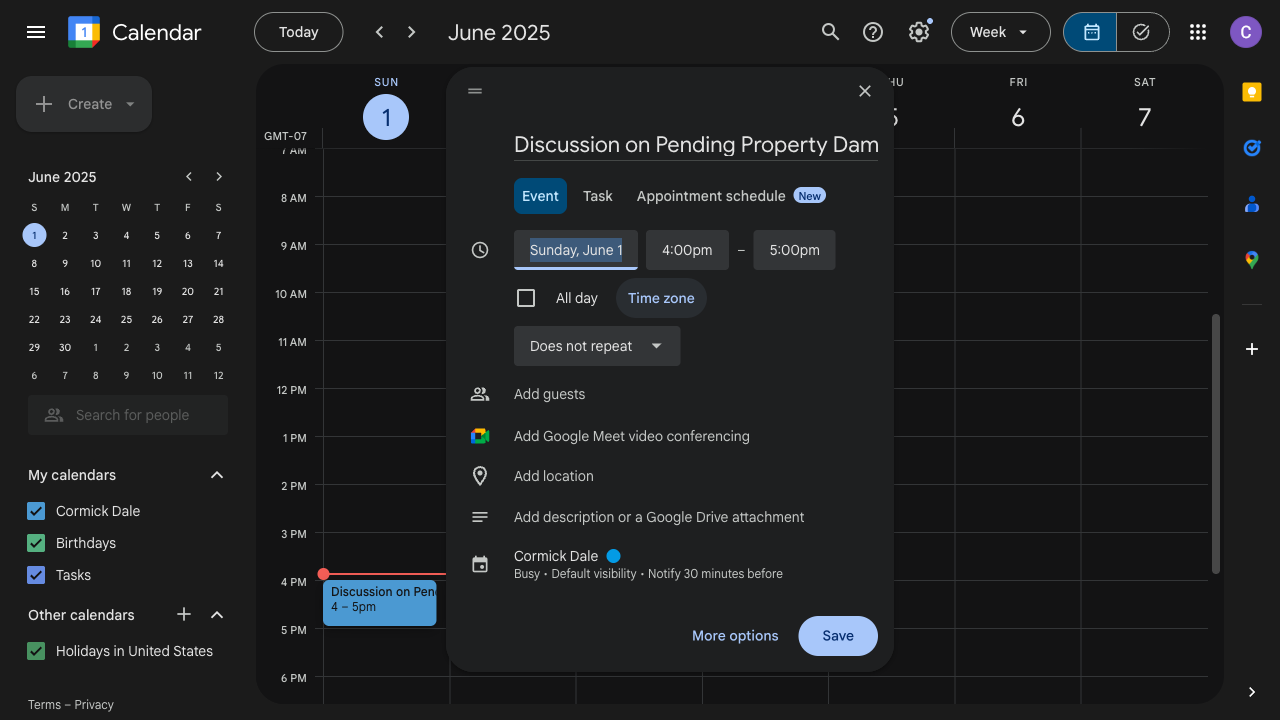 1
Calendar
Today
June 2025
Week
C
Create
June 2025
S M T W T F S
1 2 3 4 5 6 7
8 9 10 11 12 13 14
15 16 17 18 19 20 21
22 23 24 25 26 27 28
29 30 1 2 3 4 5
6 7 8 9 10 11 12
Search for people
My calendars
Cormick Dale
Birthdays
Tasks
Other calendars
Holidays in United States
Terms – Privacy
SUN
1
FRI
6
SAT
7
GMT-07
7 AM
8 AM
9 AM
10 AM
11 AM
12 PM
1 PM
2 PM
3 PM
4 PM
5 PM
6 PM
Discussion on Pen
4 – 5pm
Discussion on Pending Property Dam
Event Task Appointment schedule New
Sunday, June 1 4:00pm – 5:00pm
All day Time zone
Does not repeat
Add guests
Add Google Meet video conferencing
Add location
Add description or a Google Drive attachment
Cormick Dale
Busy • Default visibility • Notify 30 minutes before
More options Save